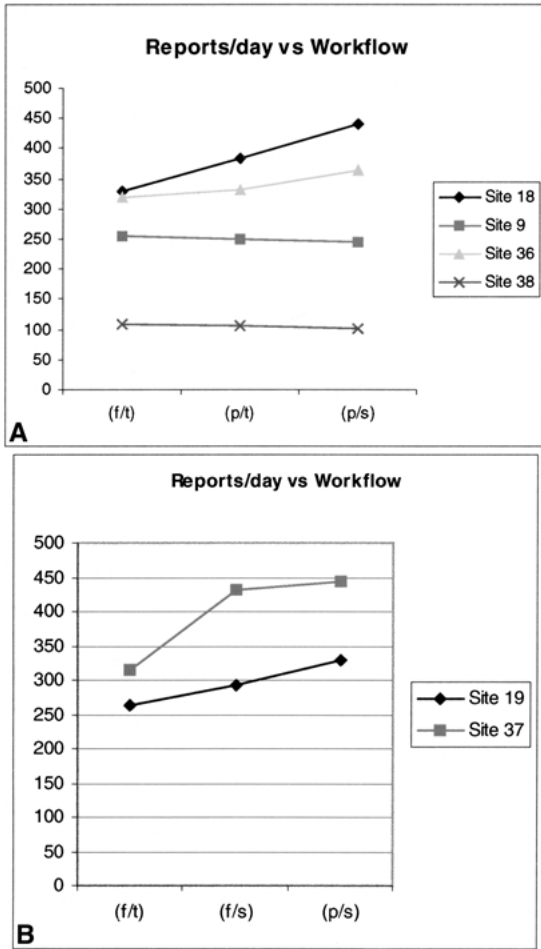 Reports/day vs Workflow
500
450
400
350
300
250
200
150
100
50
0
(f/t) (p/t) (p/s)
Site 18
Site 9
Site 36
Site 38
A
Reports/day vs Workflow
500
450
400
350
300
250
200
150
100
50
0
(f/t) (f/s) (p/s)
Site 19
Site 37
B